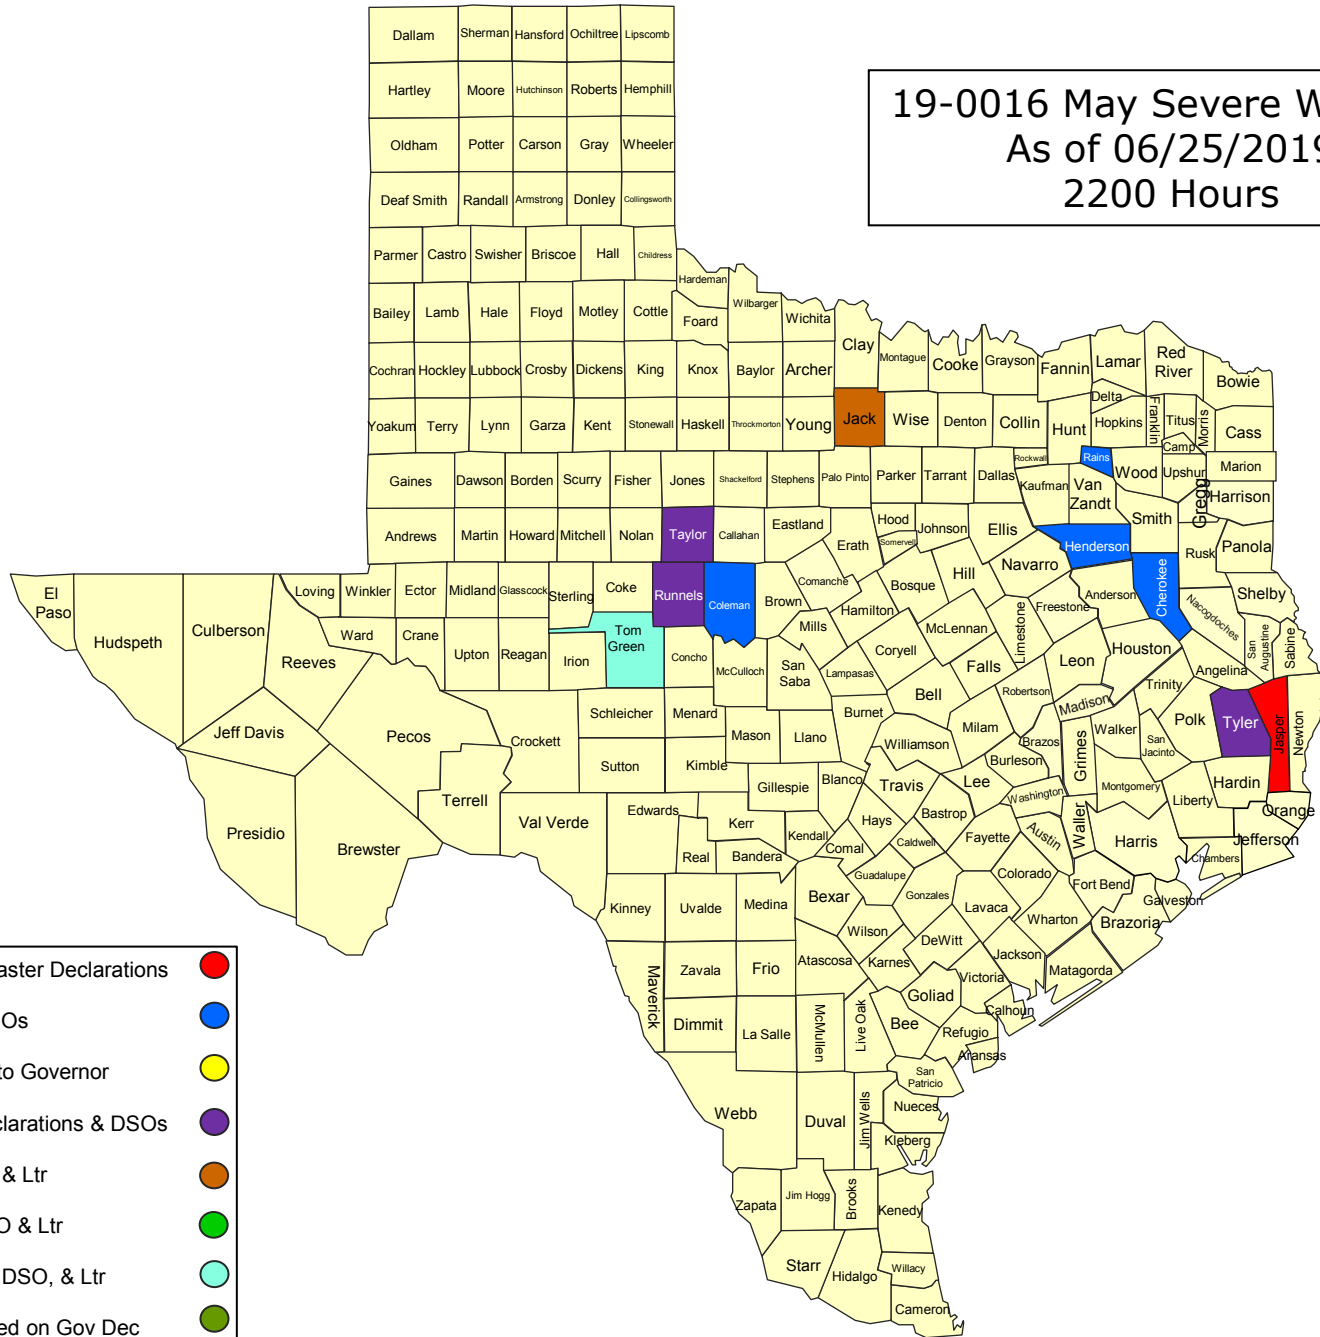 Dallam Sherman Hansford Ochiltree Lipscomb
Hartley Moore Hutchinson Roberts Hemphill
19-0016 May Severe W
As of 06/25/2019
2200 Hours
Oldham Potter Carson Gray Wheeler
Deaf Smith Randall Armstrong Donley Collingsworth
Parmer Castro Swisher Briscoe Hall Childress
Hardeman
Bailey Lamb Hale Floyd Motley Cottle Foard Wilbarger Wichita
Clay Montague Cooke Grayson Fannin Lamar Red River Bowie
Cochran Hockley Lubbock Crosby Dickens King Knox Baylor Archer
Delta
Yoakum Terry Lynn Garza Kent Stonewall Haskell Throckmorton Young Jack Wise Denton Collin Hunt Hopkins Franklin Titus Morris Cass
Camp
Rockwall Rains
Gaines Dawson Borden Scurry Fisher Jones Shackelford Stephens Palo Pinto Parker Tarrant Dallas Kaufman Van Zandt Wood Upshur Marion
Gregg Harrison
Andrews Martin Howard Mitchell Nolan Taylor Callahan Eastland Erath Hood Somervell Johnson Ellis Henderson Smith Rusk Panola
El Paso Hudspeth Culberson Loving Winkler Ector Midland Glasscock Sterling Coke Runnels Coleman Brown Comanche Hamilton Bosque Hill Navarro Freestone Anderson Cherokee Nacogdoches Shelby
Reeves Ward Crane Upton Reagan Irion Tom Green Concho McCulloch San Saba Mills Lampasas Coryell McLennan Limestone Falls Leon Houston Angelina San Augustine Sabine
Jeff Davis Pecos Crockett Schleicher Menard Mason Llano Burnet Bell Milam Robertson Madison Trinity Polk Tyler Jasper Newton
Sutton Kimble Gillespie Blanco Williamson Travis Lee Burleson Brazos Grimes Walker San Jacinto
Presidio Brewster Terrell Val Verde Edwards Kerr Kendall Hays Bastrop Washington Montgomery Liberty Hardin Orange
Real Bandera Comal Caldwell Fayette Austin Waller Harris Chambers Jefferson
Kinney Uvalde Medina Bexar Guadalupe Gonzales Lavaca Colorado Fort Bend Galveston
Wilson DeWitt Wharton Brazoria
Maverick Zavala Frio Atascosa Karnes Jackson Matagorda
Dimmit La Salle McMullen Live Oak Bee Goliad Victoria Calhoun
Refugio Aransas
San Patricio
Webb Duval Jim Wells Nueces
Kleberg
Zapata Jim Hogg Brooks Kenedy
Starr Hidalgo Willacy
Cameron
aster Declarations
Os
to Governor
clarations & DSOs
& Ltr
O & Ltr
DSO, & Ltr
ed on Gov Dec